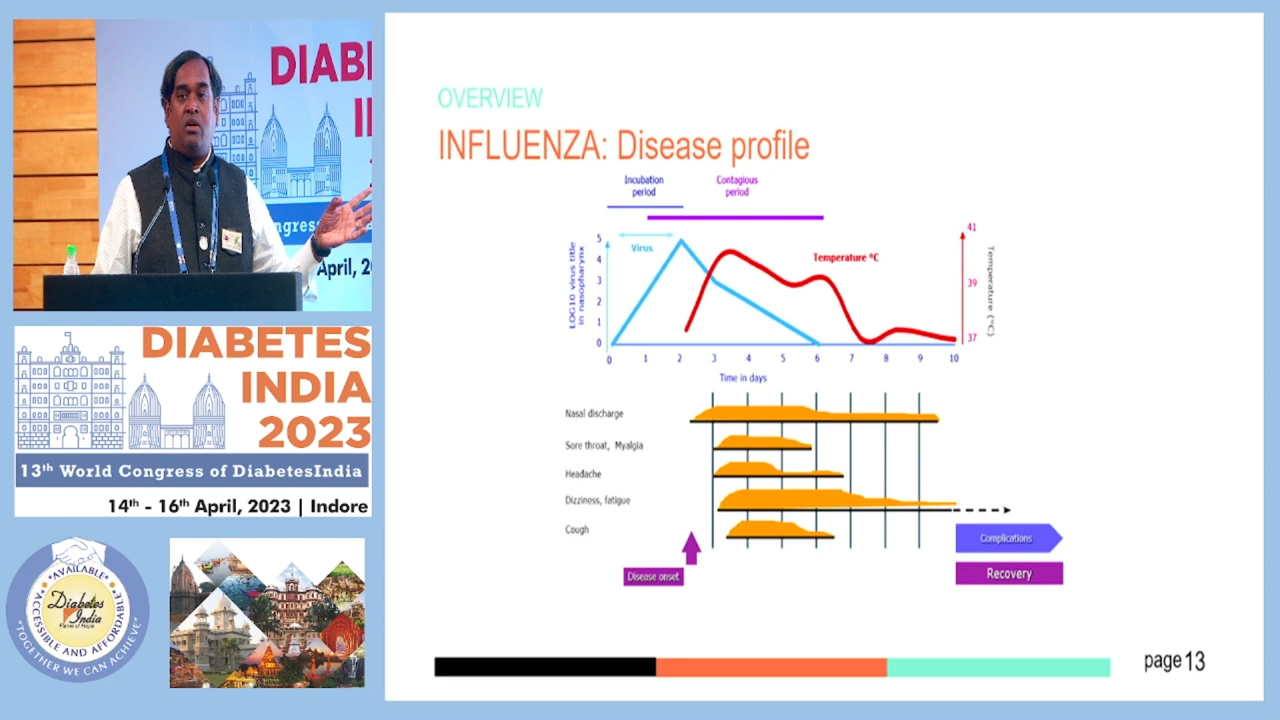 DIABI
II
ngres
April, 2
DIABETES
INDIA
2023
13th World Congress of DiabetesIndia
14th - 16th April, 2023 | Indore
"AVAILABLE"
"ACCESSIBLE AND AFFORDABLE"
"TOGETHER WE CAN ACHIEVE"
Diabetes
India
OVERVIEW
INFLUENZA: Disease profile
Incubation
period
Contagious
period
LOG10 virus title
in nasopharynx
5
4
3
2
1
0
Virus
Temperature °C
41
39
37
Temperature (°C)
0 1 2 3 4 5 6 7 8 9 10
Time in days
Nasal discharge
Sore throat, Myalgia
Headache
Dizziness, fatigue
Cough
Disease onset
Complications
Recovery
page 13